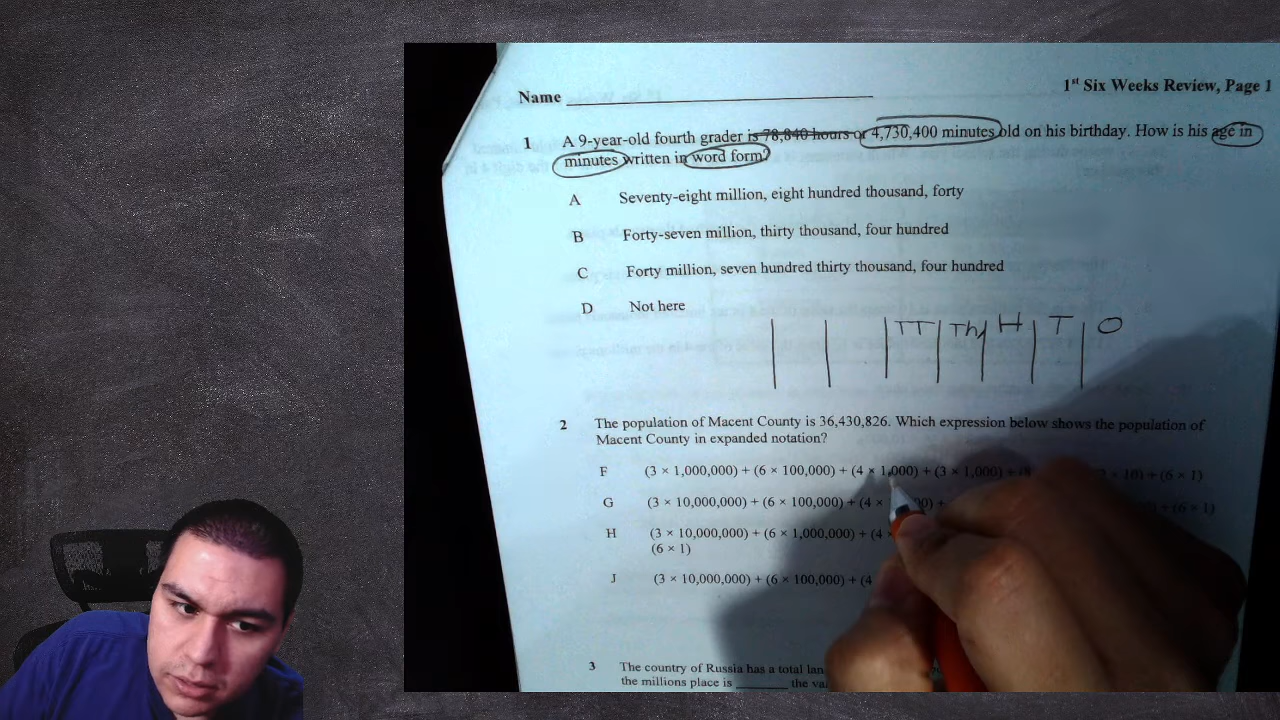 1st Six Weeks Review, Page 1
Name
1 A 9-year-old fourth grader is 78,840 hours or 4,730,400 minutes old on his birthday. How is his age in
minutes written in word form?
A Seventy-eight million, eight hundred thousand, forty
B Forty-seven million, thirty thousand, four hundred
C Forty million, seven hundred thirty thousand, four hundred
D Not here
TT Th H T O
2 The population of Macent County is 36,430,826. Which expression below shows the population of
Macent County in expanded notation?
F (3 × 1,000,000) + (6 × 100,000) + (4 × 1,000) + (3 × 1,000) + × 10) + (6 × 1)
G (3 × 10,000,000) + (6 × 100,000) + (4 × + (6 × 1)
H (3 × 10,000,000) + (6 × 1,000,000) + (4 ×
(6 × 1)
J (3 × 10,000,000) + (6 × 100,000) + (4
3 The country of Russia has a total
the millions place is the